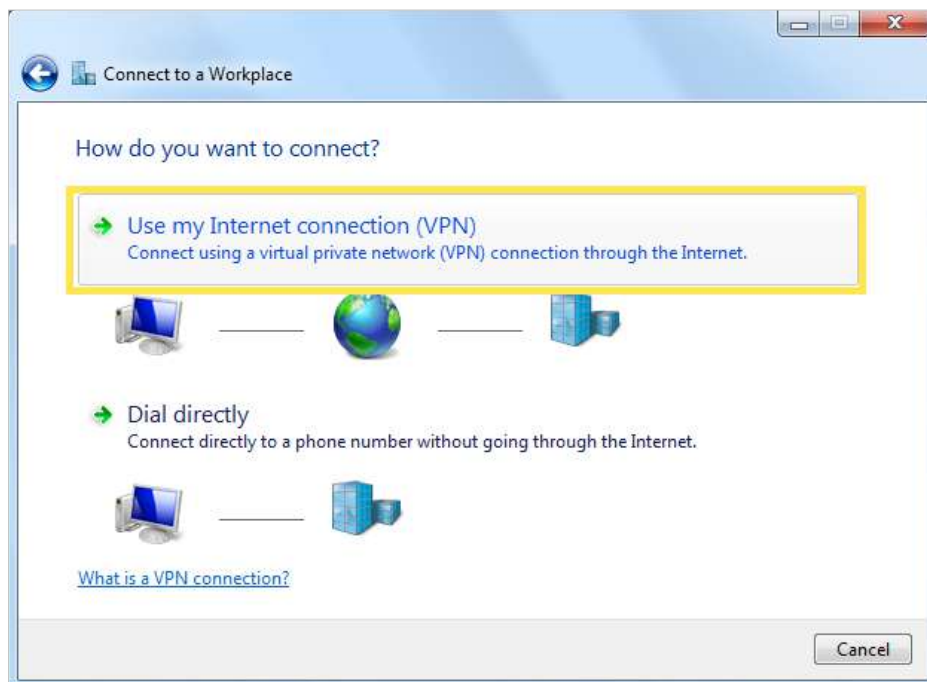 Connect to a Workplace
How do you want to connect?
Use my Internet connection (VPN)
Connect using a virtual private network (VPN) connection through the Internet.
Dial directly
Connect directly to a phone number without going through the Internet.
What is a VPN connection?
Cancel